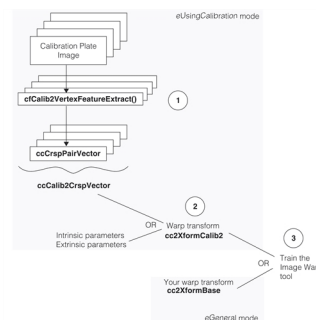 eUsingCalibration mode
Calibration Plate
Image
cfCalib2VertexFeatureExtract()
1
ccCrspPairVector
ccCalib2CrspVector
2
OR
Warp transform
cc2XformCalib2
Intrinsic parameters
Extrinsic parameters
3
OR
Train the
Image War
tool
Your warp transform
cc2XformBase
eGeneral mode